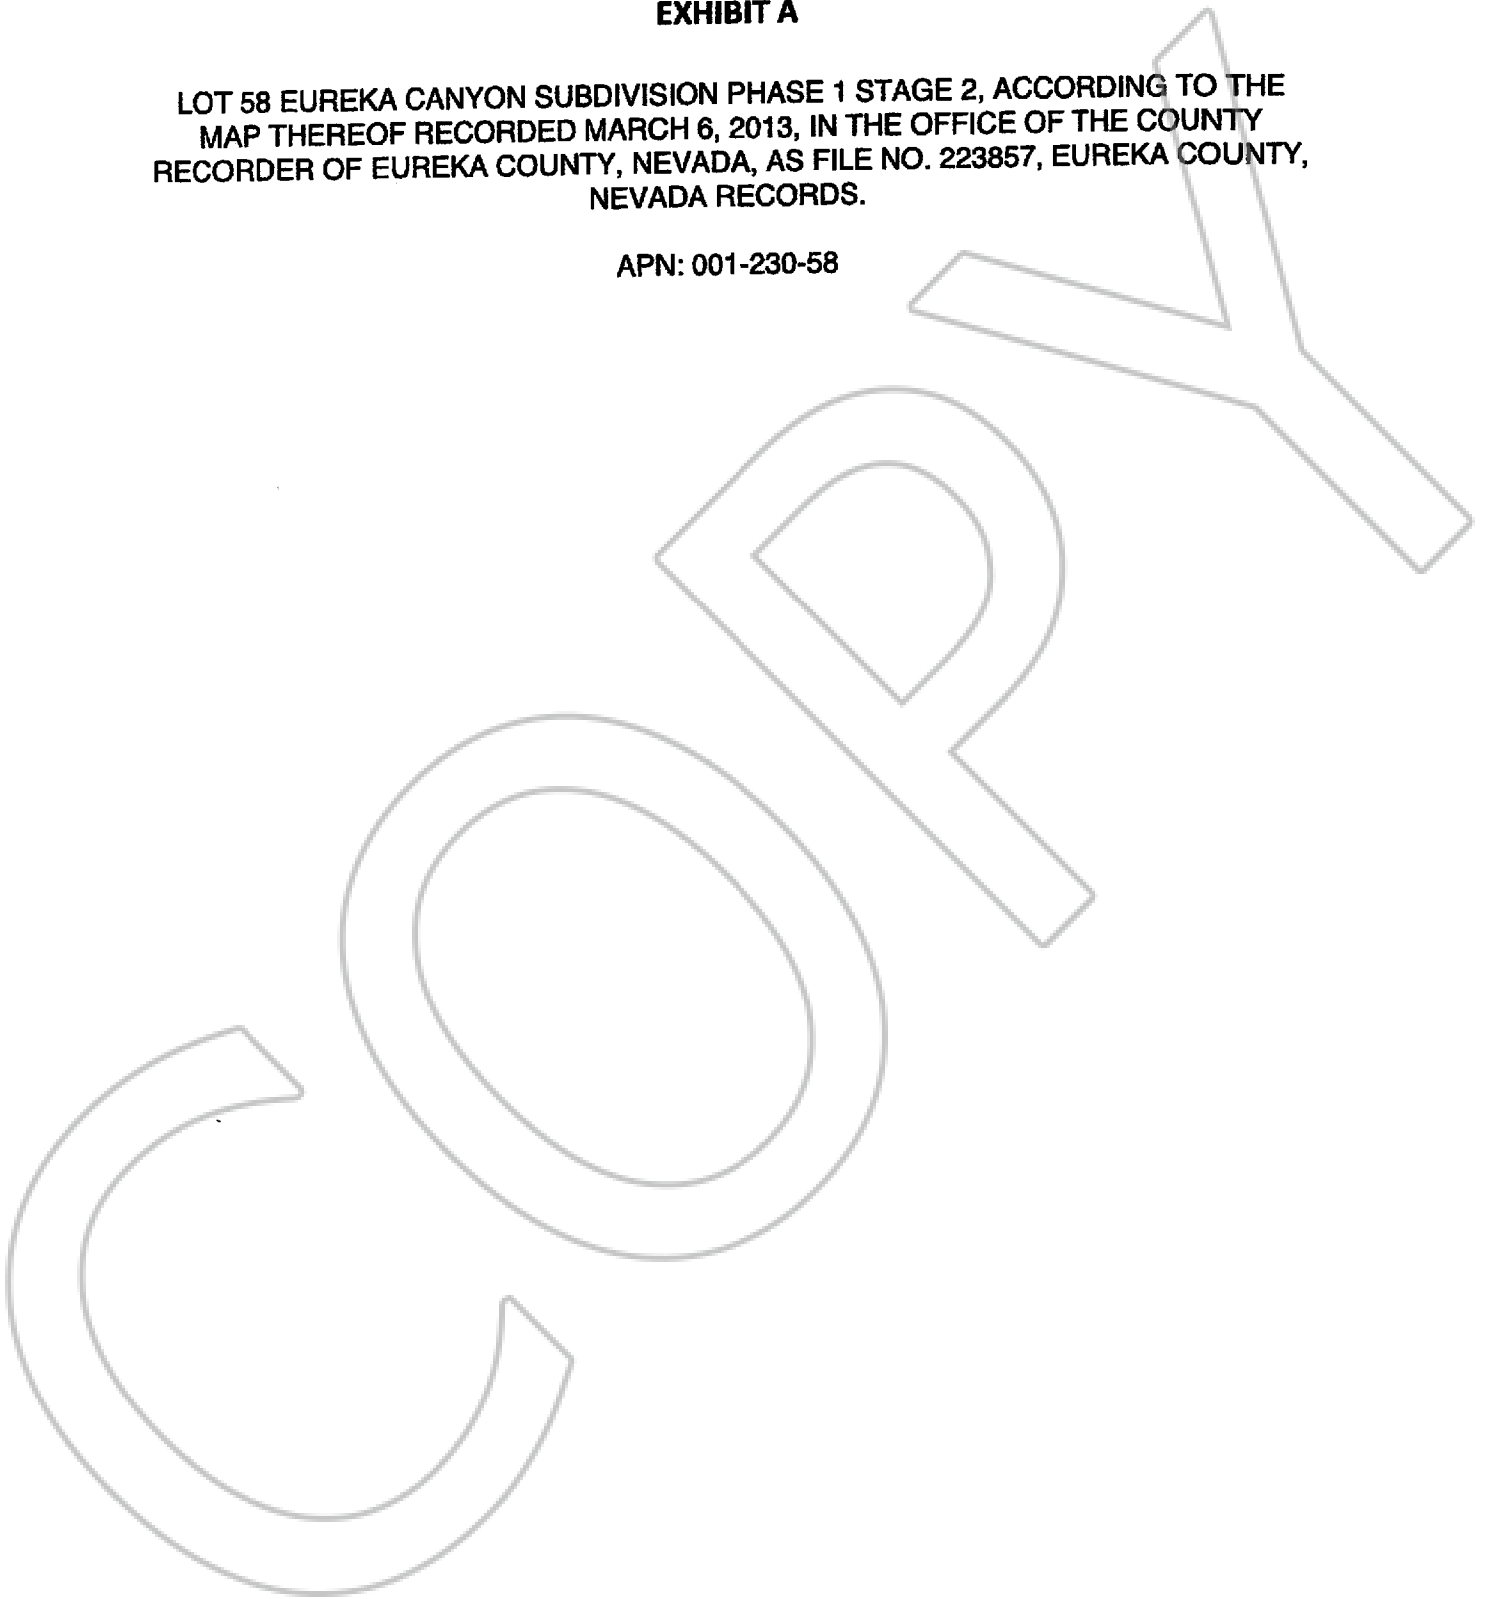 EXHIBIT A
LOT 58 EUREKA CANYON SUBDIVISION PHASE 1 STAGE 2, ACCORDING TO THE
MAP THEREOF RECORDED MARCH 6, 2013, IN THE OFFICE OF THE COUNTY
RECORDER OF EUREKA COUNTY, NEVADA, AS FILE NO. 223857, EUREKA COUNTY,
NEVADA RECORDS.
APN: 001-230-58
COPY